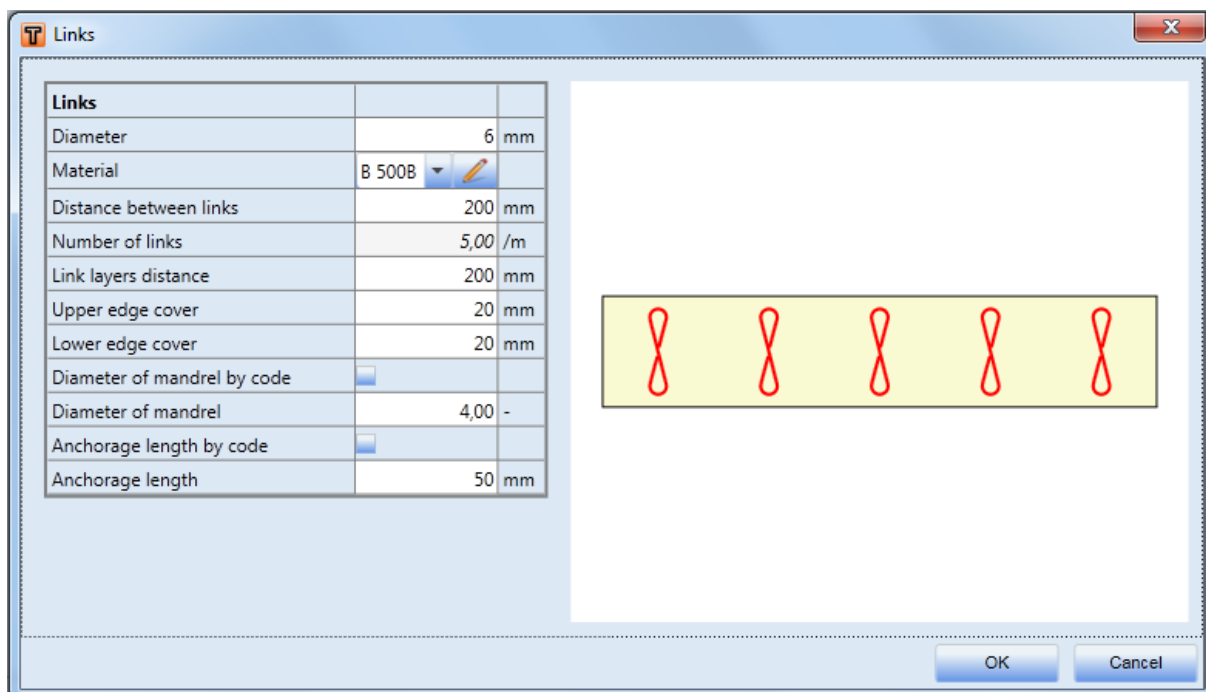 T Links
X
Links
Diameter 6 mm
Material B 500B
Distance between links 200 mm
Number of links 5,00 /m
Link layers distance 200 mm
Upper edge cover 20 mm
Lower edge cover 20 mm
Diameter of mandrel by code
Diameter of mandrel 4,00 -
Anchorage length by code
Anchorage length 50 mm
OK Cancel